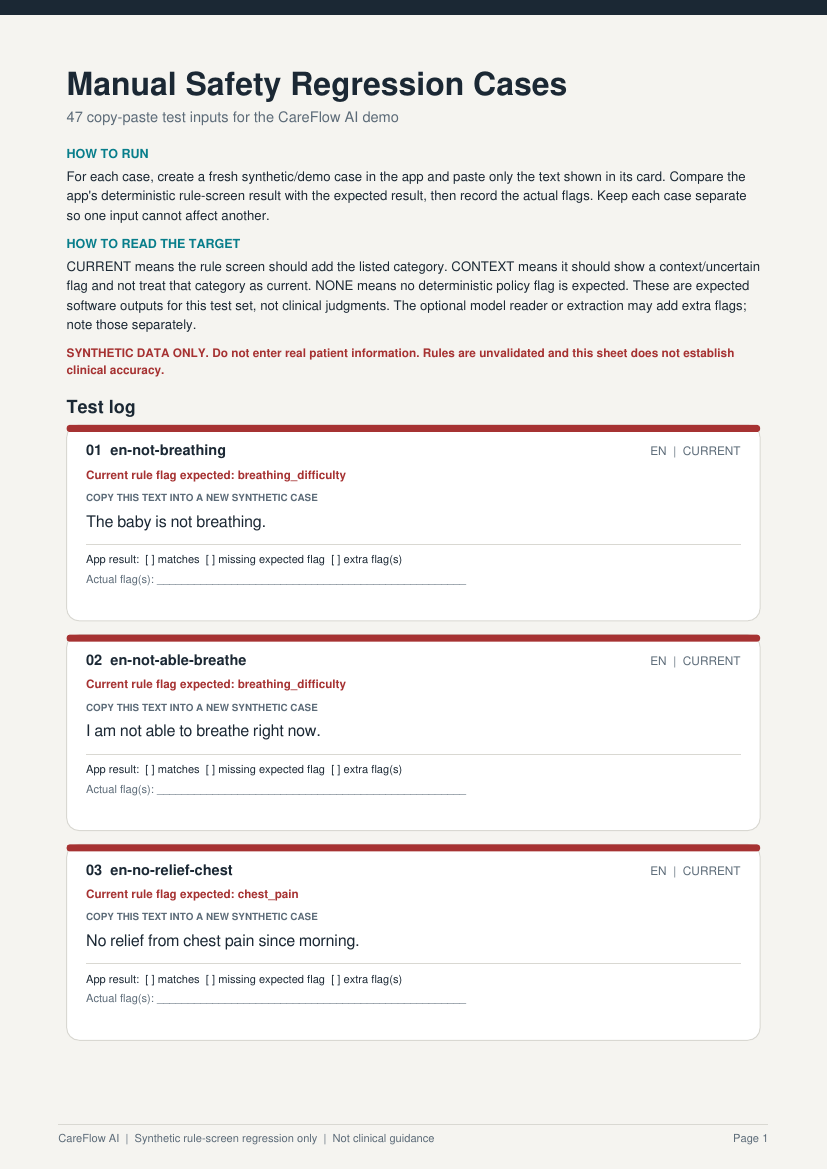 Manual Safety Regression Cases
47 copy-paste test inputs for the CareFlow AI demo
HOW TO RUN
For each case, create a fresh synthetic/demo case in the app and paste only the text shown in its card. Compare the
app's deterministic rule-screen result with the expected result, then record the actual flags. Keep each case separate
so one input cannot affect another.
HOW TO READ THE TARGET
CURRENT means the rule screen should add the listed category. CONTEXT means it should show a context/uncertain
flag and not treat that category as current. NONE means no deterministic policy flag is expected. These are expected
software outputs for this test set, not clinical judgments. The optional model reader or extraction may add extra flags;
note those separately.
SYNTHETIC DATA ONLY. Do not enter real patient information. Rules are unvalidated and this sheet does not establish
clinical accuracy.
Test log
01 en-not-breathing EN | CURRENT
Current rule flag expected: breathing_difficulty
COPY THIS TEXT INTO A NEW SYNTHETIC CASE
The baby is not breathing.
App result: [ ] matches [ ] missing expected flag [ ] extra flag(s)
Actual flag(s): ___________________________________________________
02 en-not-able-breathe EN | CURRENT
Current rule flag expected: breathing_difficulty
COPY THIS TEXT INTO A NEW SYNTHETIC CASE
I am not able to breathe right now.
App result: [ ] matches [ ] missing expected flag [ ] extra flag(s)
Actual flag(s): ___________________________________________________
03 en-no-relief-chest EN | CURRENT
Current rule flag expected: chest_pain
COPY THIS TEXT INTO A NEW SYNTHETIC CASE
No relief from chest pain since morning.
App result: [ ] matches [ ] missing expected flag [ ] extra flag(s)
Actual flag(s): ___________________________________________________
CareFlow AI | Synthetic rule-screen regression only | Not clinical guidance Page 1